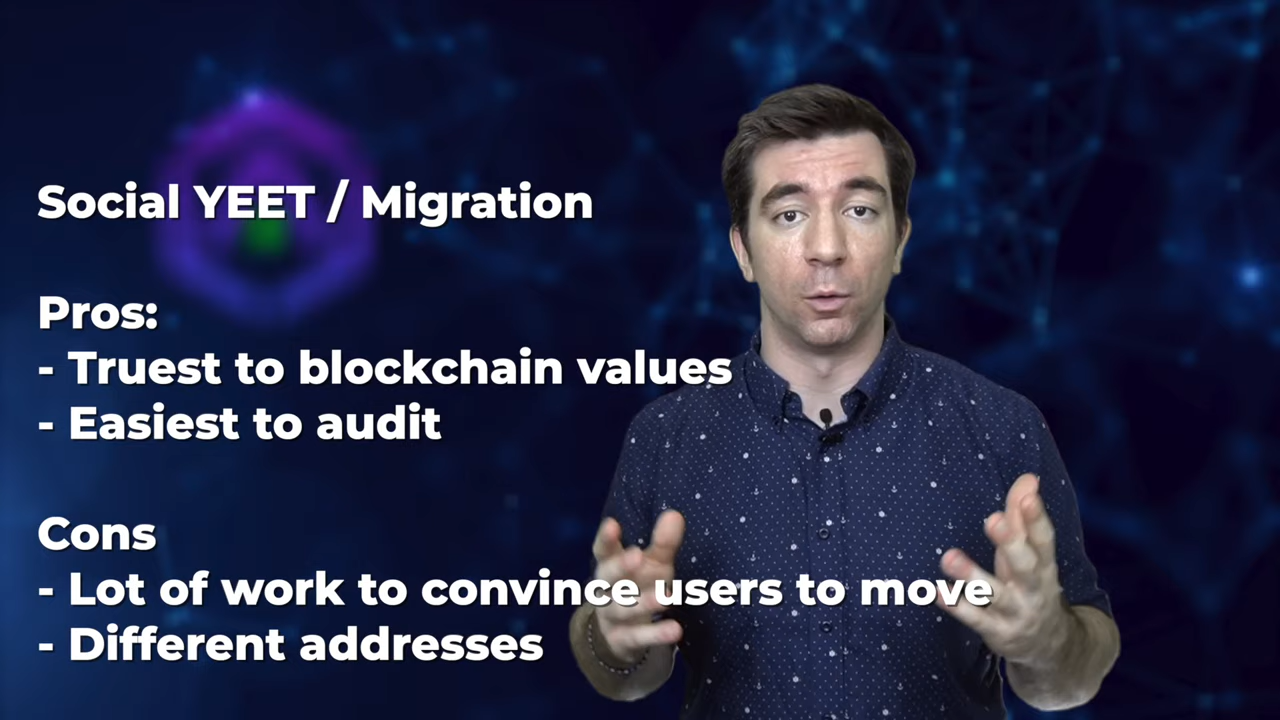 Social YEET / Migration
Pros:
- Truest to blockchain values
- Easiest to audit
Cons
- Lot of work to convince users to move
- Different addresses